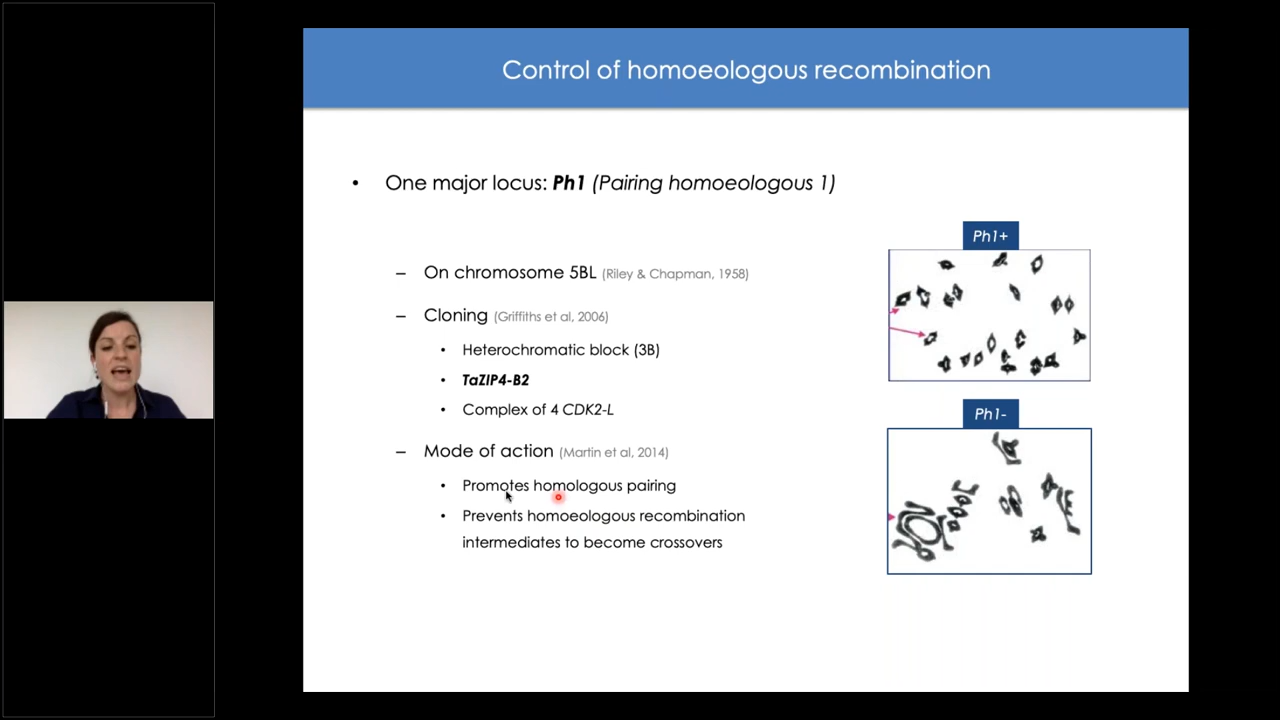 Control of homoeologous recombination
• One major locus: Ph1 (Pairing homoeologous 1)
– On chromosome 5BL (Riley & Chapman, 1958)
– Cloning (Griffiths et al, 2006)
• Heterochromatic block (3B)
• TaZIP4-B2
• Complex of 4 CDK2-L
– Mode of action (Martin et al, 2014)
• Promotes homologous pairing
• Prevents homoeologous recombination
intermediates to become crossovers
Ph1+
Ph1-